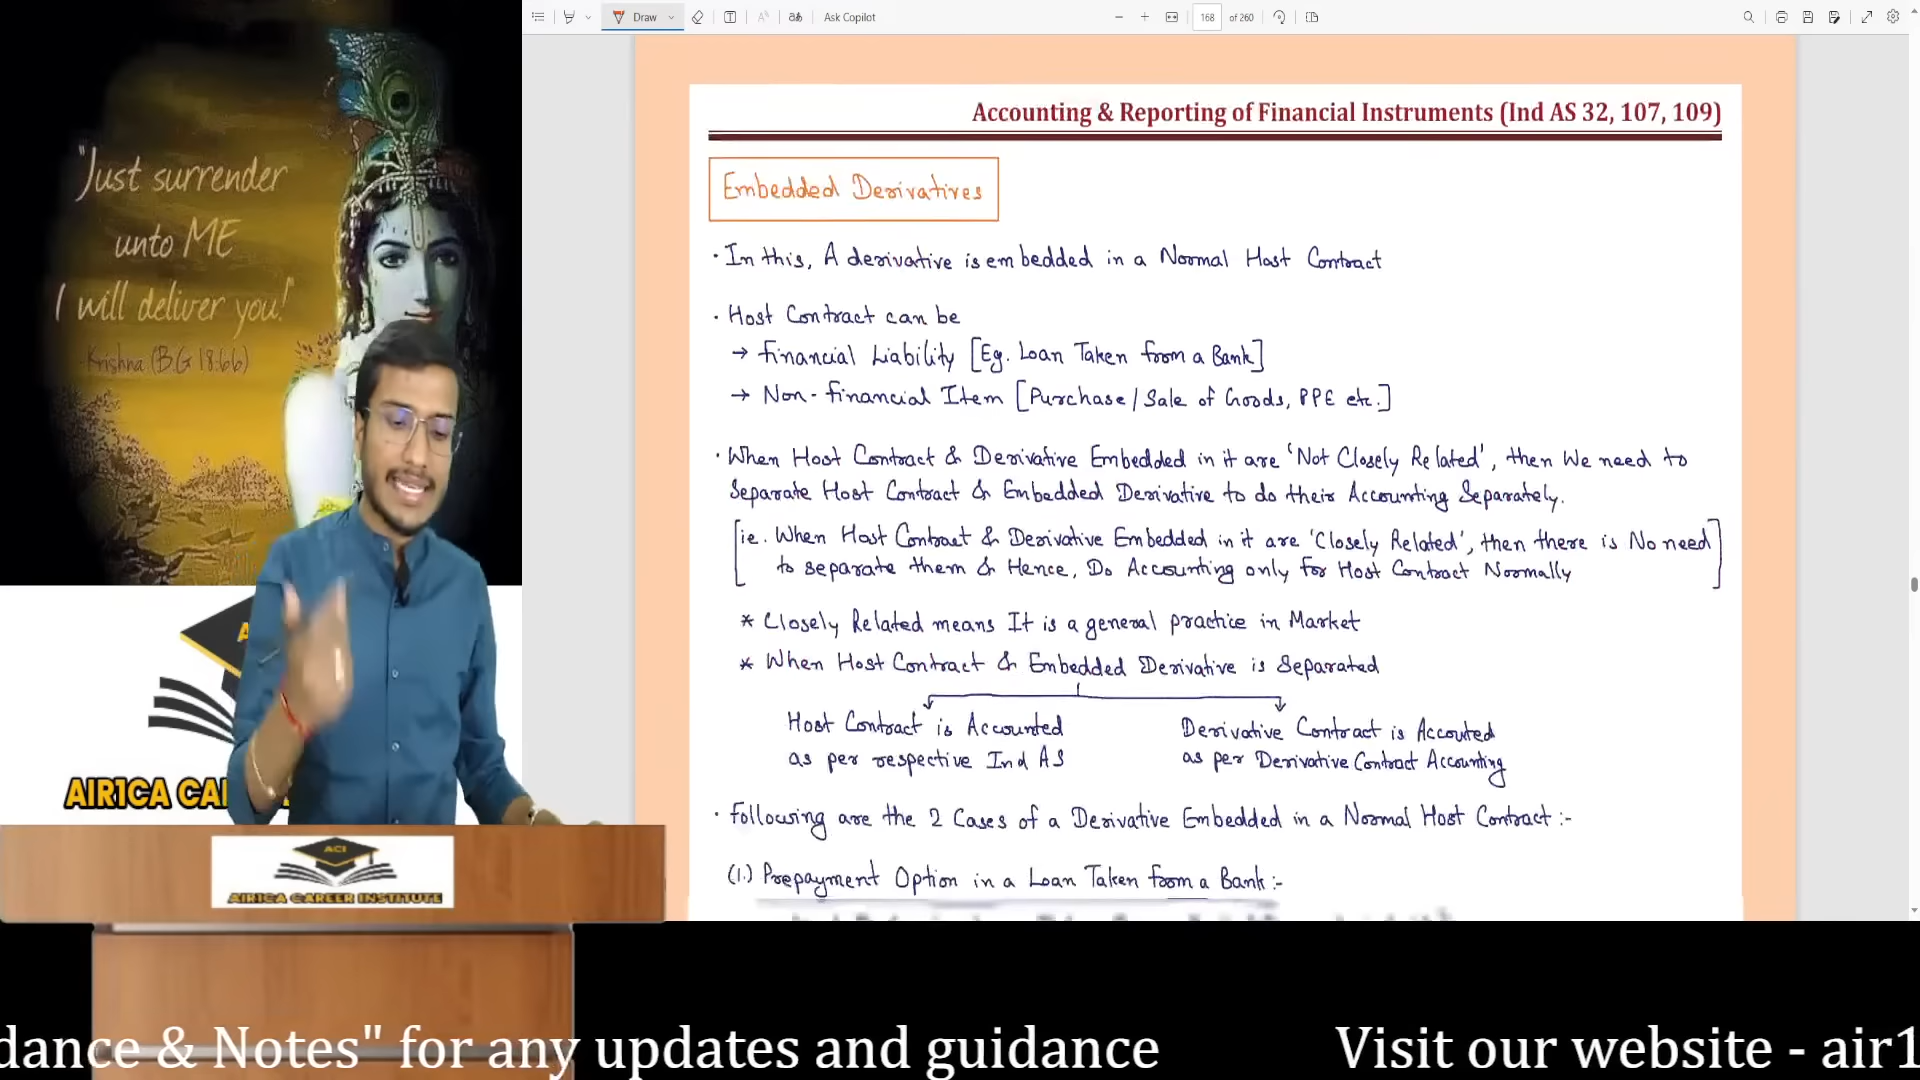 Draw
Ask Copilot
168
of 260
"Just surrender
unto ME
I will deliver you!"
- Krishna (B.G 18:66)
Accounting & Reporting of Financial Instruments (Ind AS 32, 107, 109)
Embedded Derivatives
· In this, A derivative is embedded in a Normal Host Contract
· Host Contract can be
→ Financial Liability [Eg. Loan Taken from a Bank]
→ Non-Financial Item [Purchase/Sale of Goods, PPE etc.]
· When Host Contract & Derivative Embedded in it are 'Not Closely Related', then We need to
Separate Host Contract & Embedded Derivative to do their Accounting Separately.
[ie. When Host Contract & Derivative Embedded in it are 'Closely Related', then there is No need
to separate them & Hence, Do Accounting only for Host Contract Normally]
* Closely Related means It is a general practice in Market
* When Host Contract & Embedded Derivative is Separated
Host Contract is Accounted
as per respective Ind AS
Derivative Contract is Accouted
as per Derivative Contract Accounting
· Following are the 2 Cases of a Derivative Embedded in a Normal Host Contract :-
(1.) Prepayment Option in a Loan Taken from a Bank :-
AIR1CA CA
ACI
AIR1CA CAREER INSTITUTE
dance & Notes" for any updates and guidance
Visit our website - air1